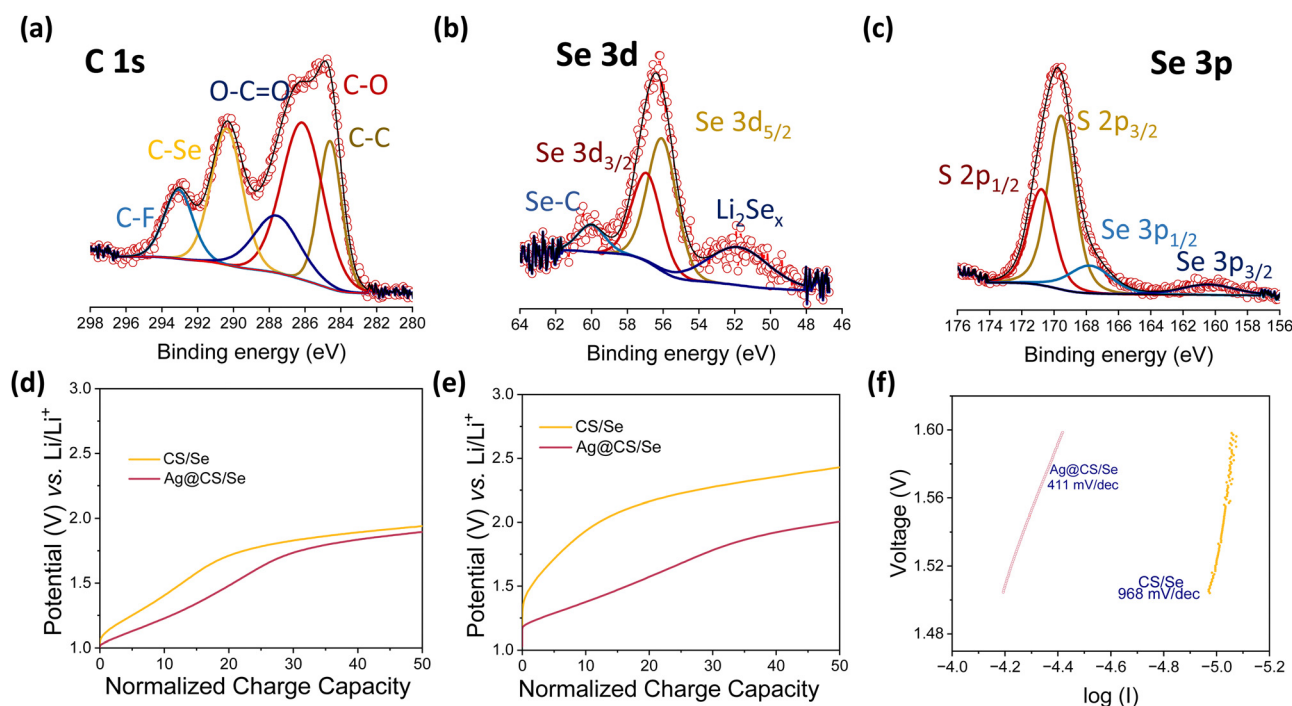 (a)
C 1s
O-C=O
C-O
C-Se
C-C
C-F
298 296 294 292 290 288 286 284 282 280
Binding energy (eV)
(b)
Se 3d
Se 3d5/2
Se 3d3/2
Se-C
Li2Sex
64 62 60 58 56 54 52 50 48 46
Binding energy (eV)
(c)
Se 3p
S 2p3/2
S 2p1/2
Se 3p1/2
Se 3p3/2
176 174 172 170 168 166 164 162 160 158 156
Binding energy (eV)
(d)
Potential (V) vs. Li/Li+
3.0
2.5
2.0
1.5
1.0
CS/Se
Ag@CS/Se
0 10 20 30 40 50
Normalized Charge Capacity
(e)
Potential (V) vs. Li/Li+
3.0
2.5
2.0
1.5
1.0
CS/Se
Ag@CS/Se
0 10 20 30 40 50
Normalized Charge Capacity
(f)
Voltage (V)
1.60
1.56
1.52
1.48
Ag@CS/Se
411 mV/dec
CS/Se
968 mV/dec
−4.0 −4.2 −4.4 −4.6 −4.8 −5.0 −5.2
log (I)